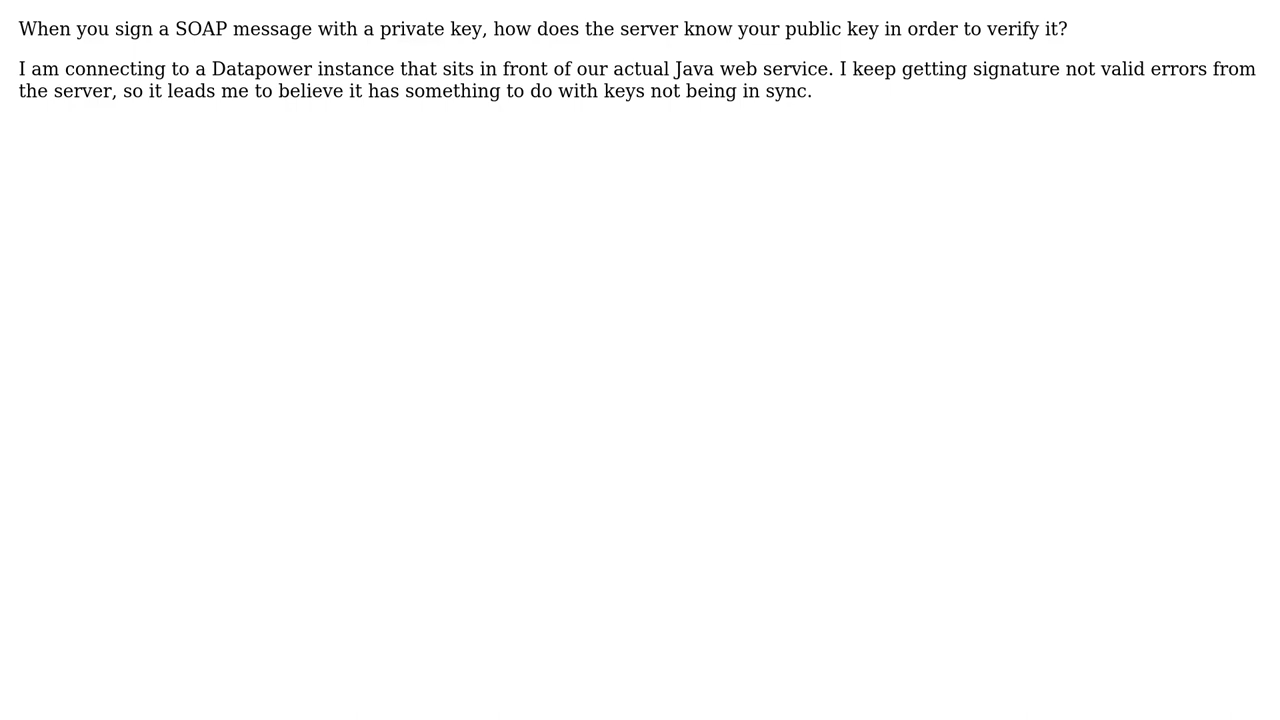 When you sign a SOAP message with a private key, how does the server know your public key in order to verify it?
I am connecting to a Datapower instance that sits in front of our actual Java web service. I keep getting signature not valid errors from
the server, so it leads me to believe it has something to do with keys not being in sync.